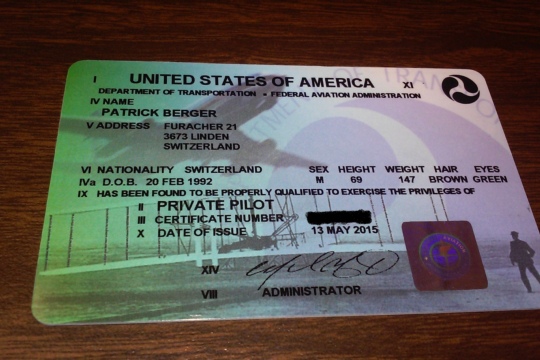 I UNITED STATES OF AMERICA XI
DEPARTMENT OF TRANSPORTATION • FEDERAL AVIATION ADMINISTRATION
IV NAME
PATRICK BERGER
V ADDRESS FURACHER 21
3673 LINDEN
SWITZERLAND
VI NATIONALITY SWITZERLAND SEX HEIGHT WEIGHT HAIR EYES
IVa D.O.B. 20 FEB 1992 M 69 147 BROWN GREEN
IX HAS BEEN FOUND TO BE PROPERLY QUALIFIED TO EXERCISE THE PRIVILEGES OF
II PRIVATE PILOT
III CERTIFICATE NUMBER
X DATE OF ISSUE 13 MAY 2015
XIV
VIII ADMINISTRATOR